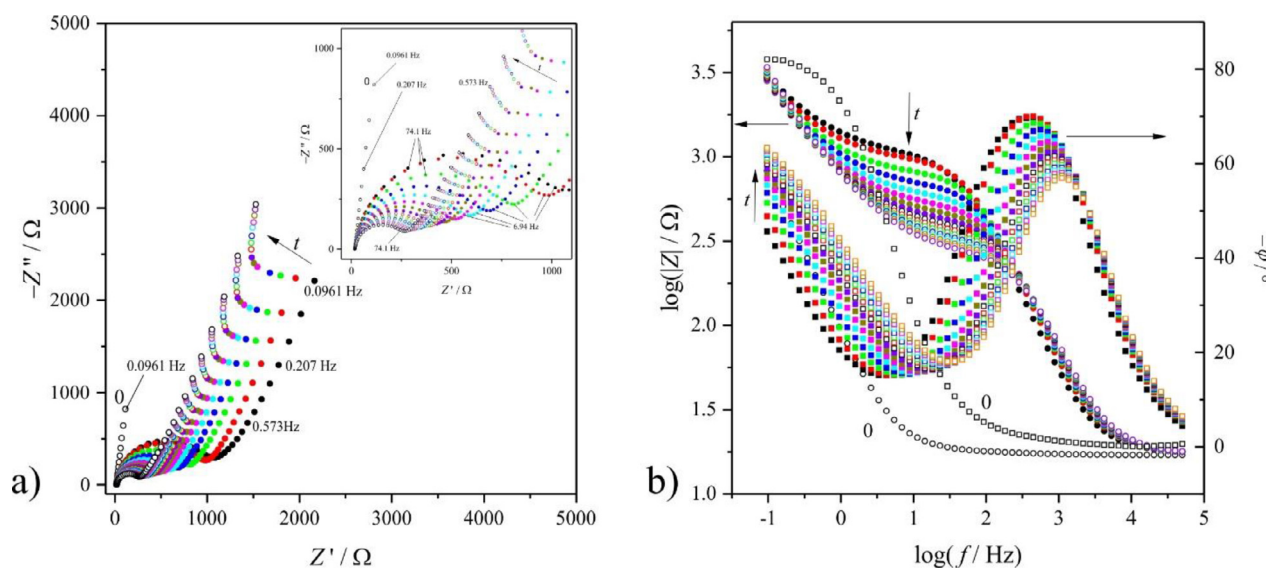 5000
4000
3000
2000
1000
0
0
1000
2000
3000
4000
5000
−Z"/ Ω
Z'/ Ω
a)
t
0.0961 Hz
0.207 Hz
0.573Hz
0.0961 Hz
0
1000
500
0
0
500
1000
−Z"/ Ω
Z'/ Ω
0.0961 Hz
0
0.207 Hz
0.573 Hz
t
74.1 Hz
74.1 Hz
6.94 Hz
3.5
3.0
2.5
2.0
1.5
1.0
-1
0
1
2
3
4
5
80
60
40
20
0
log(|Z| / Ω)
log(f/ Hz)
−φ/ °
b)
t
t
0
0